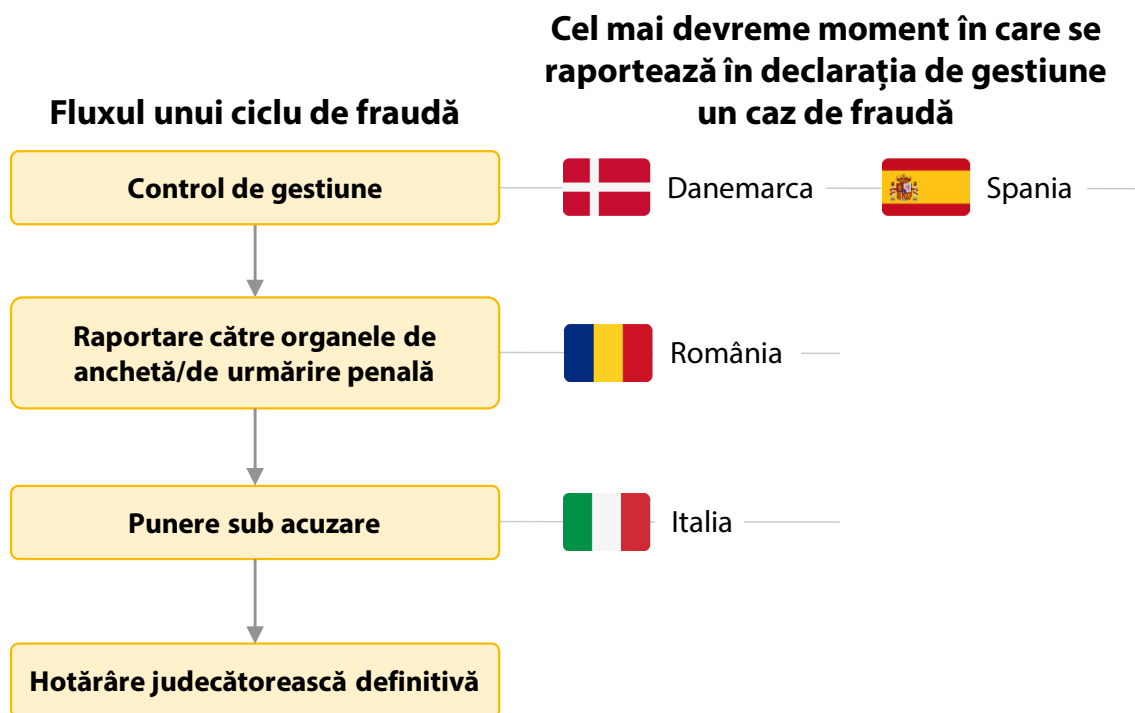 Cel mai devreme moment în care se
raportează în declarația de gestiune
un caz de fraudă
Fluxul unui ciclu de fraudă
Control de gestiune
Danemarca
Spania
Raportare către organele de
anchetă/de urmărire penală
România
Punere sub acuzare
Italia
Hotărâre judecătorească definitivă